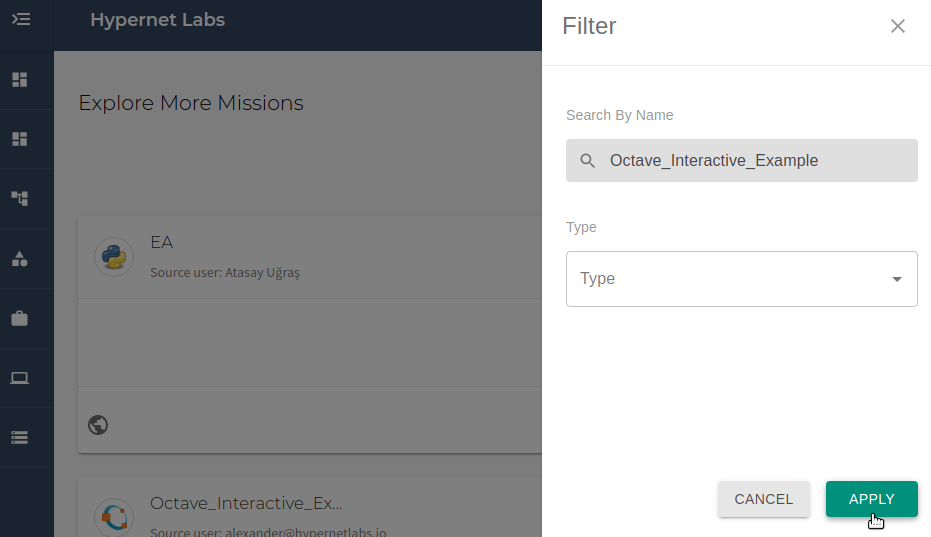 Hypernet Labs
Explore More Missions
EA
Source user: Atasay Uğraş
Octave_Interactive_Ex...
Source user: alexander@hypernetlabs.io
Filter
Search By Name
Octave_Interactive_Example
Type
Type
CANCEL
APPLY